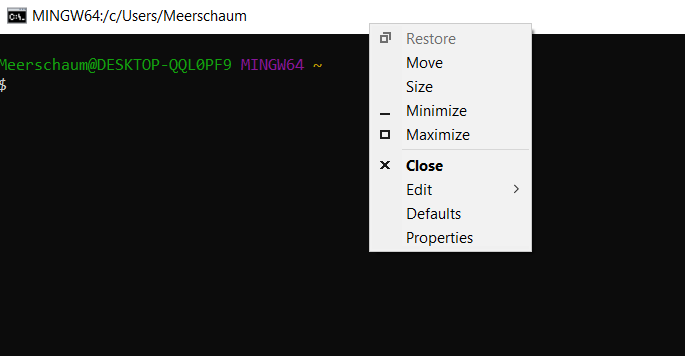 MINGW64:/c/Users/Meerschaum
Meerschaum@DESKTOP-QQL0PF9 MINGW64 ~
$
Restore
Move
Size
Minimize
Maximize
Close
Edit
Defaults
Properties